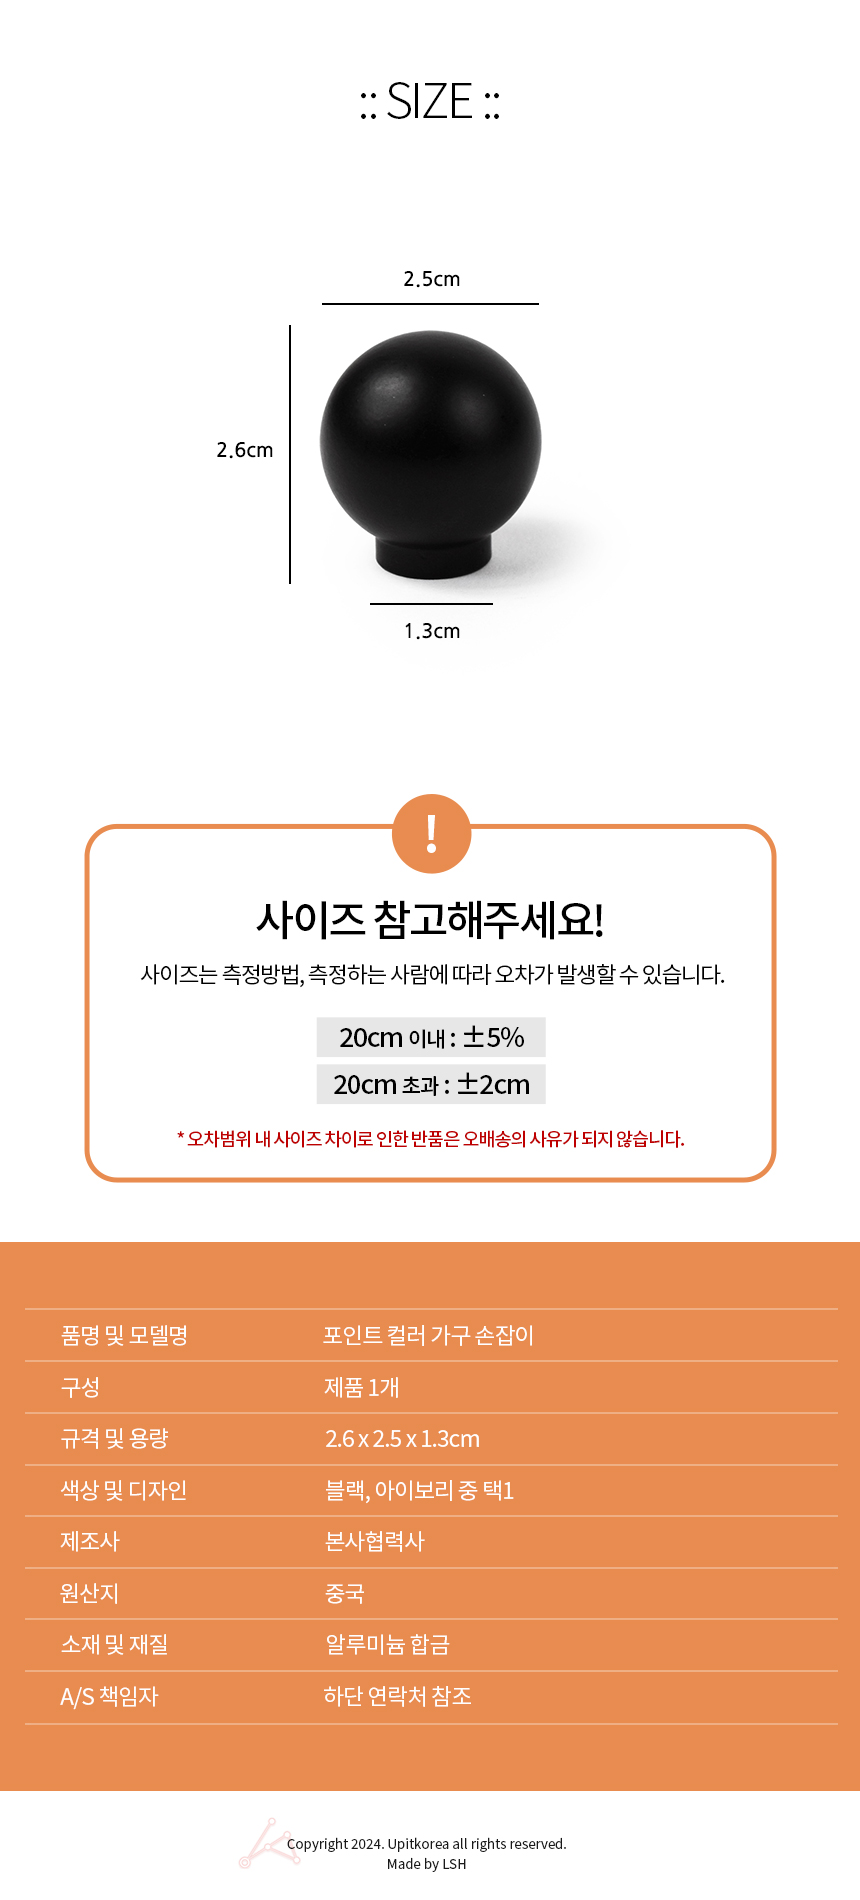 :: SIZE ::
2.5cm
2.6cm
1.3cm
!
사이즈 참고해주세요!
사이즈는 측정방법, 측정하는 사람에 따라 오차가 발생할 수 있습니다.
20cm 이내 : ±5%
20cm 초과 : ±2cm
* 오차범위 내 사이즈 차이로 인한 반품은 오배송의 사유가 되지 않습니다.
품명 및 모델명 포인트 컬러 가구 손잡이
구성 제품 1개
규격 및 용량 2.6 x 2.5 x 1.3cm
색상 및 디자인 블랙, 아이보리 중 택1
제조사 본사협력사
원산지 중국
소재 및 재질 알루미늄 합금
A/S 책임자 하단 연락처 참조
Copyright 2024. Upitkorea all rights reserved.
Made by LSH